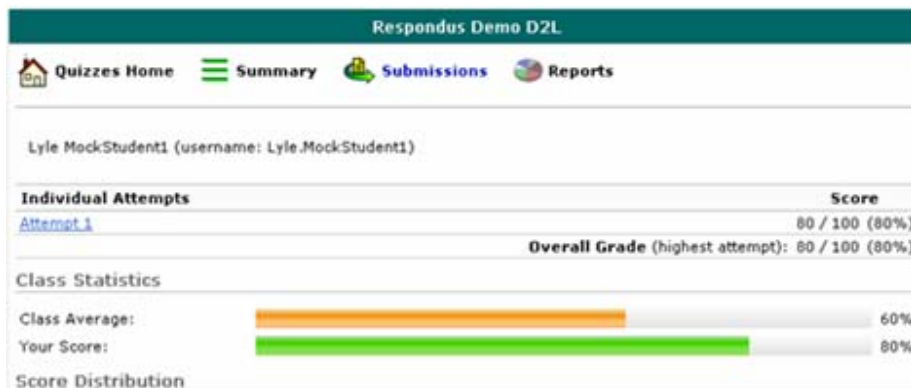 Respondus Demo D2L
Quizzes Home Summary Submissions Reports
Lyle MockStudent1 (username: Lyle.MockStudent1)
Individual Attempts Score
Attempt 1 80 / 100 (80%)
Overall Grade (highest attempt): 80 / 100 (80%)
Class Statistics
Class Average: 60%
Your Score: 80%
Score Distribution